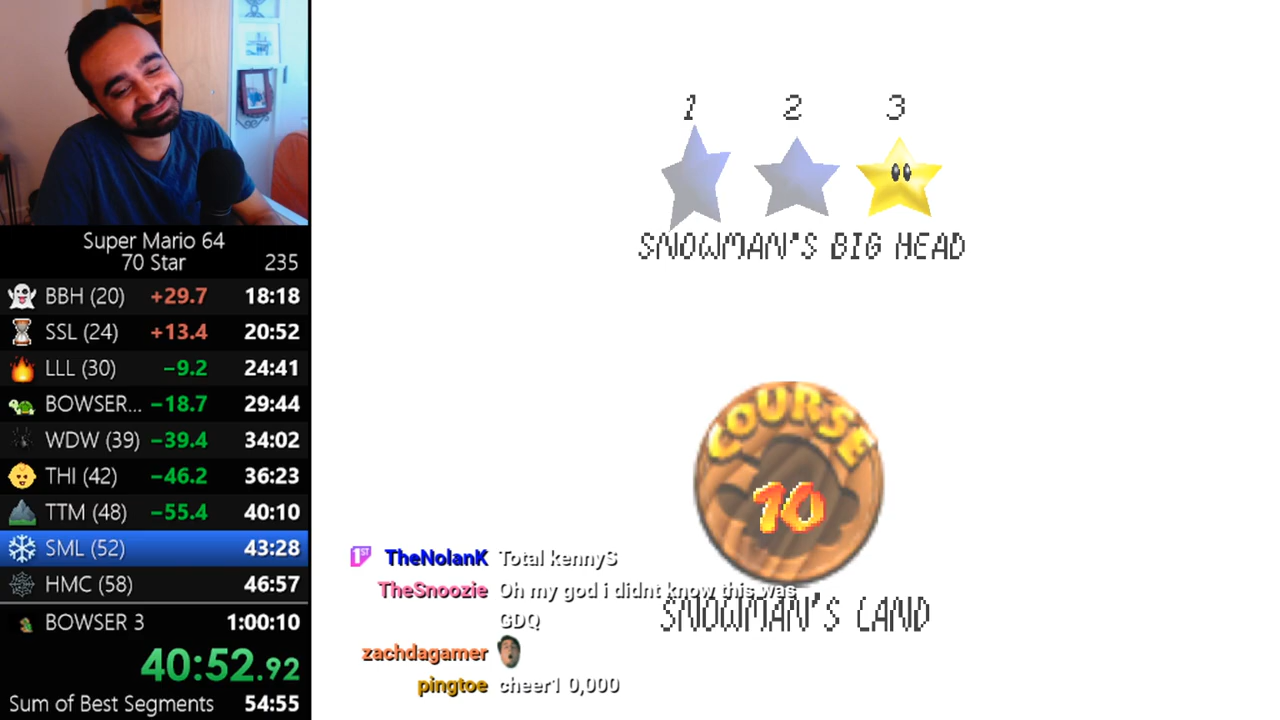 Super Mario 64
70 Star 235
BBH (20) +29.7 18:18
SSL (24) +13.4 20:52
LLL (30) −9.2 24:41
BOWSER... −18.7 29:44
WDW (39) −39.4 34:02
THI (42) −46.2 36:23
TTM (48) −55.4 40:10
SML (52) 43:28
HMC (58) 46:57
BOWSER 3 1:00:10
40:52.92
Sum of Best Segments 54:55
1 2 3
SNOWMAN'S BIG HEAD
COURSE
10
SNOWMAN'S LAND
1ST TheNolanK Total kennyS
TheSnoozie Oh my god i didnt know this was
GDQ
zachdagamer
pingtoe cheer1 0,000